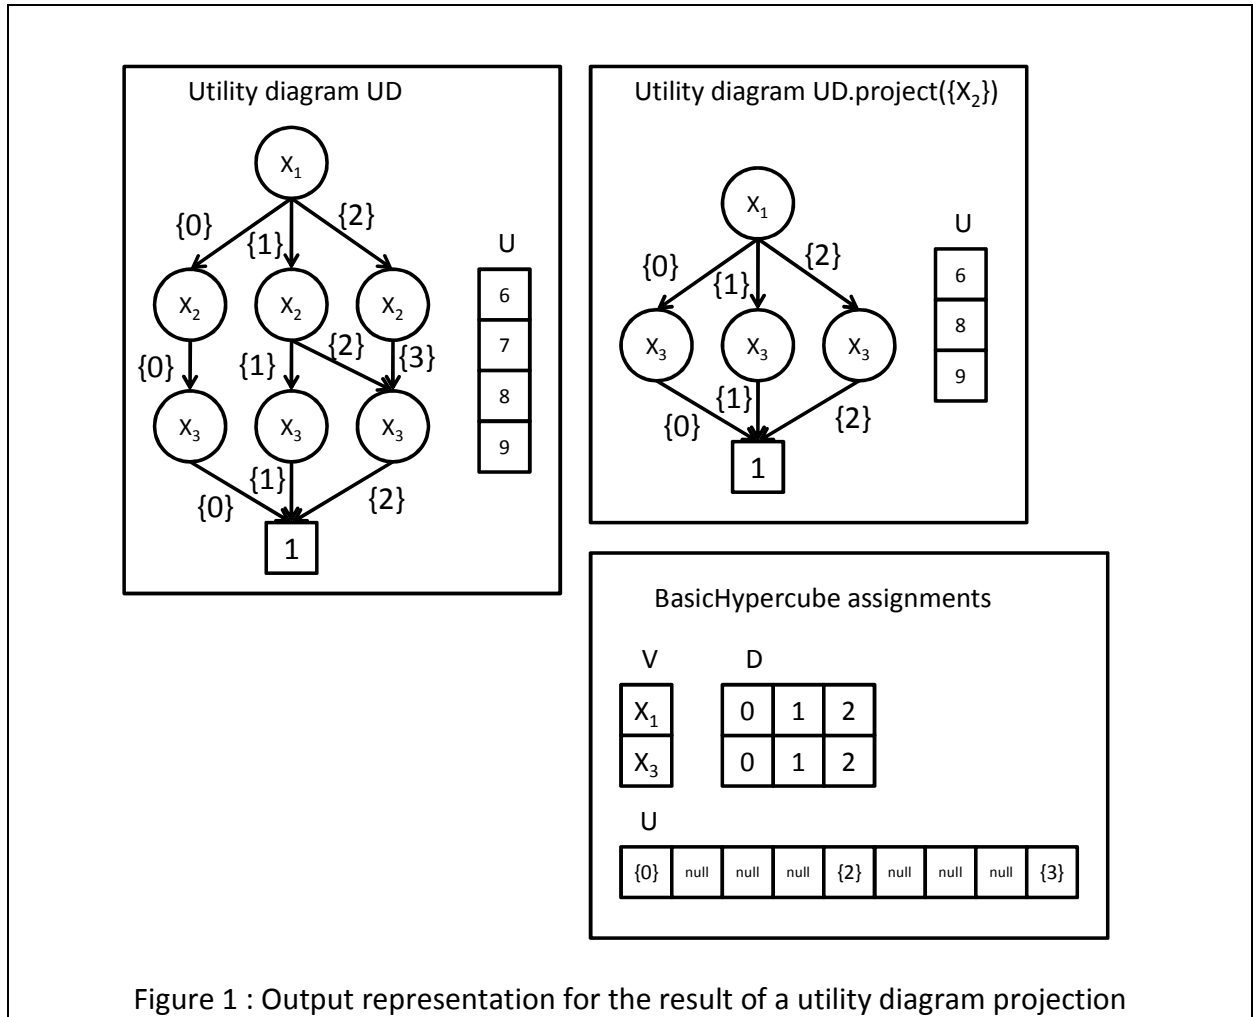 Utility diagram UD
X1
{0}
{1}
{2}
X2
X2
X2
{0}
{1}
{2}
{3}
X3
X3
X3
{0}
{1}
{2}
1
U
6
7
8
9
Utility diagram UD.project({X2})
X1
{0}
{1}
{2}
X3
X3
X3
{0}
{1}
{2}
1
U
6
8
9
BasicHypercube assignments
V
D
X1
0 1 2
X3
0 1 2
U
{0} null null null {2} null null null {3}
Figure 1 : Output representation for the result of a utility diagram projection